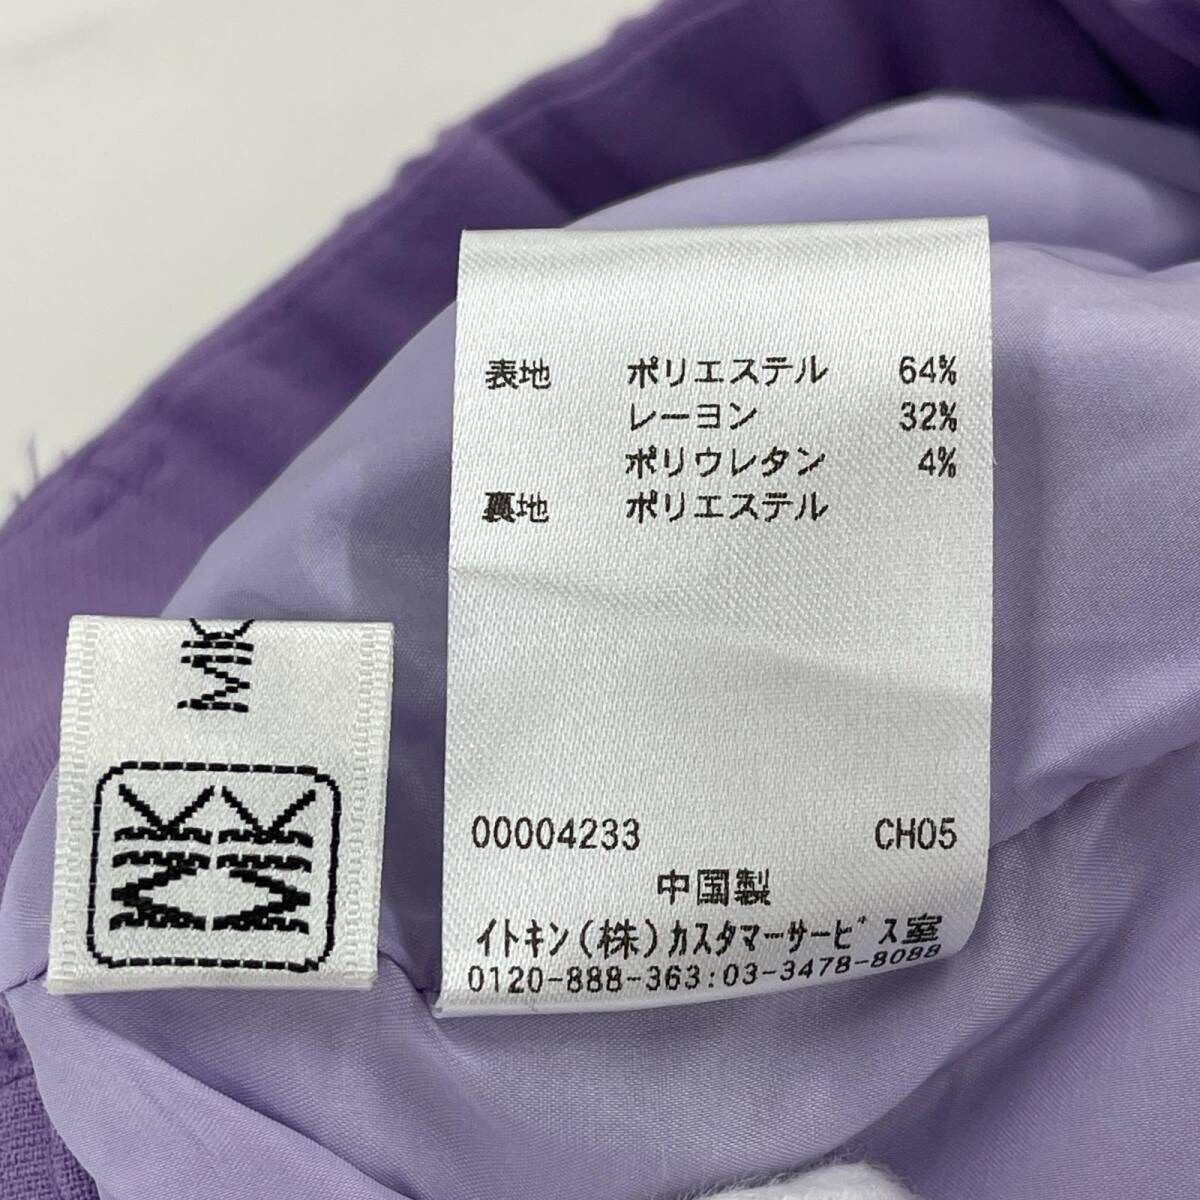 表地 ポリエステル 64%
レーヨン 32%
ポリウレタン 4%
裏地 ポリエステル
00004233 CH05
中国製
イトキン(株)カスタマーサービス室
0120-888-363:03-3478-8088
MK